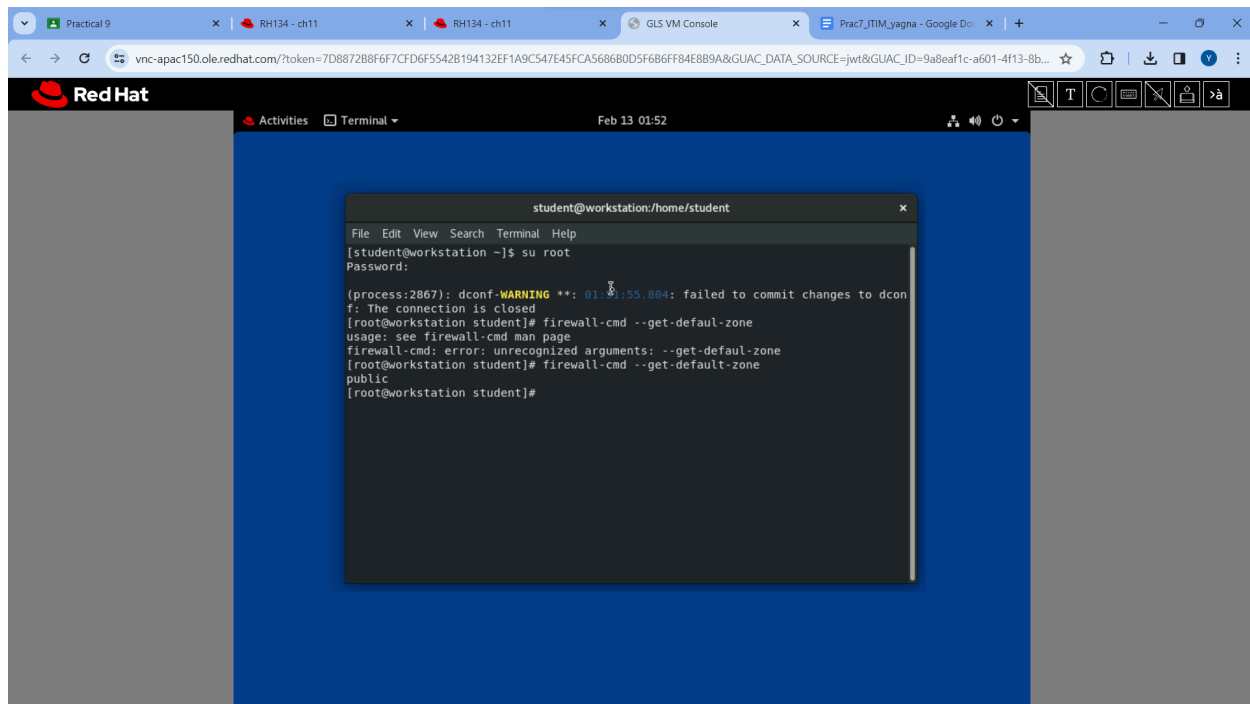 Practical 9
RH134 - ch11
RH134 - ch11
GLS VM Console
Prac7_ITIM_yagna - Google Do
vnc-apac150.ole.redhat.com/?token=7D8872B8F6F7CFD6F5542B194132EF1A9C547E45FCA5686B0D5F6B6FF84E8B9A&GUAC_DATA_SOURCE=jwt&GUAC_ID=9a8eaf1c-a601-4f13-8b...
Y
Red Hat
T
>à
Activities Terminal
Feb 13 01:52
student@workstation:/home/student
File Edit View Search Terminal Help
[student@workstation ~]$ su root
Password:
(process:2867): dconf-WARNING **: 01:51:55.804: failed to commit changes to dcon
f: The connection is closed
[root@workstation student]# firewall-cmd --get-defaul-zone
usage: see firewall-cmd man page
firewall-cmd: error: unrecognized arguments: --get-defaul-zone
[root@workstation student]# firewall-cmd --get-default-zone
public
[root@workstation student]#